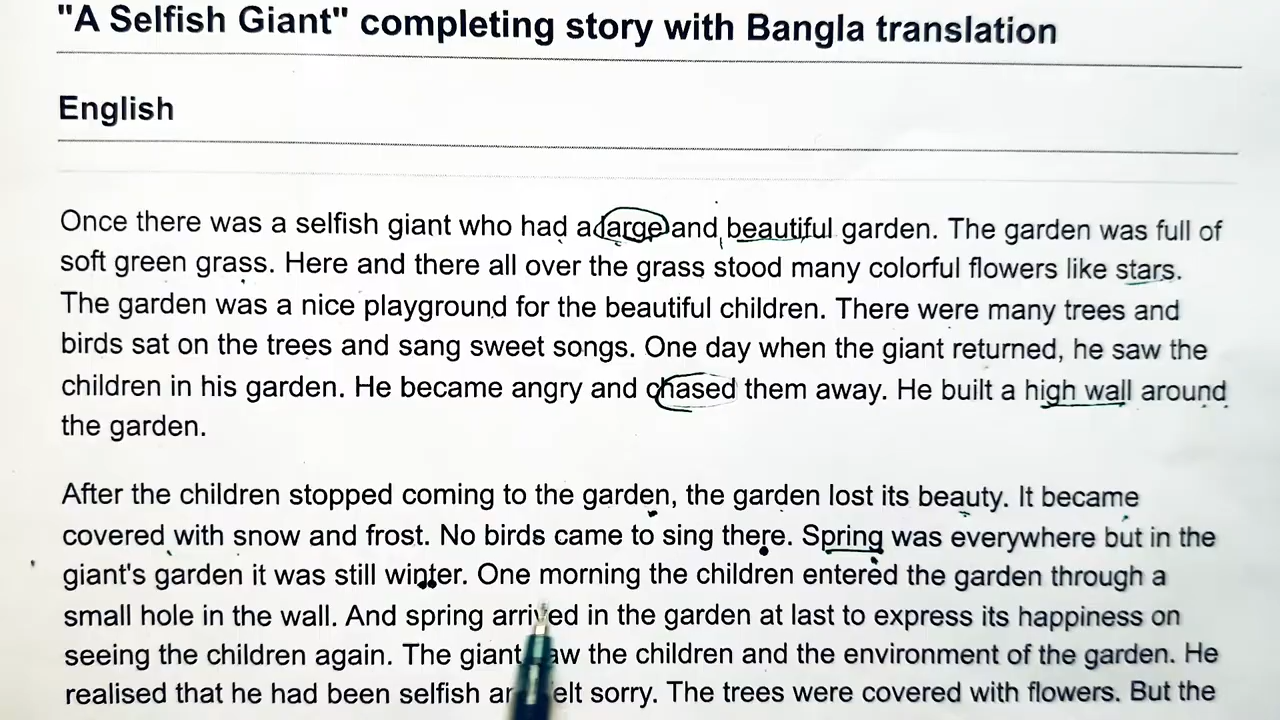 "A Selfish Giant" completing story with Bangla translation
English
Once there was a selfish giant who had a large and beautiful garden. The garden was full of
soft green grass. Here and there all over the grass stood many colorful flowers like stars.
The garden was a nice playground for the beautiful children. There were many trees and
birds sat on the trees and sang sweet songs. One day when the giant returned, he saw the
children in his garden. He became angry and chased them away. He built a high wall around
the garden.
After the children stopped coming to the garden, the garden lost its beauty. It became
covered with snow and frost. No birds came to sing there. Spring was everywhere but in the
giant's garden it was still winter. One morning the children entered the garden through a
small hole in the wall. And spring arrived in the garden at last to express its happiness on
seeing the children again. The giant saw the children and the environment of the garden. He
realised that he had been selfish and felt sorry. The trees were covered with flowers. But the